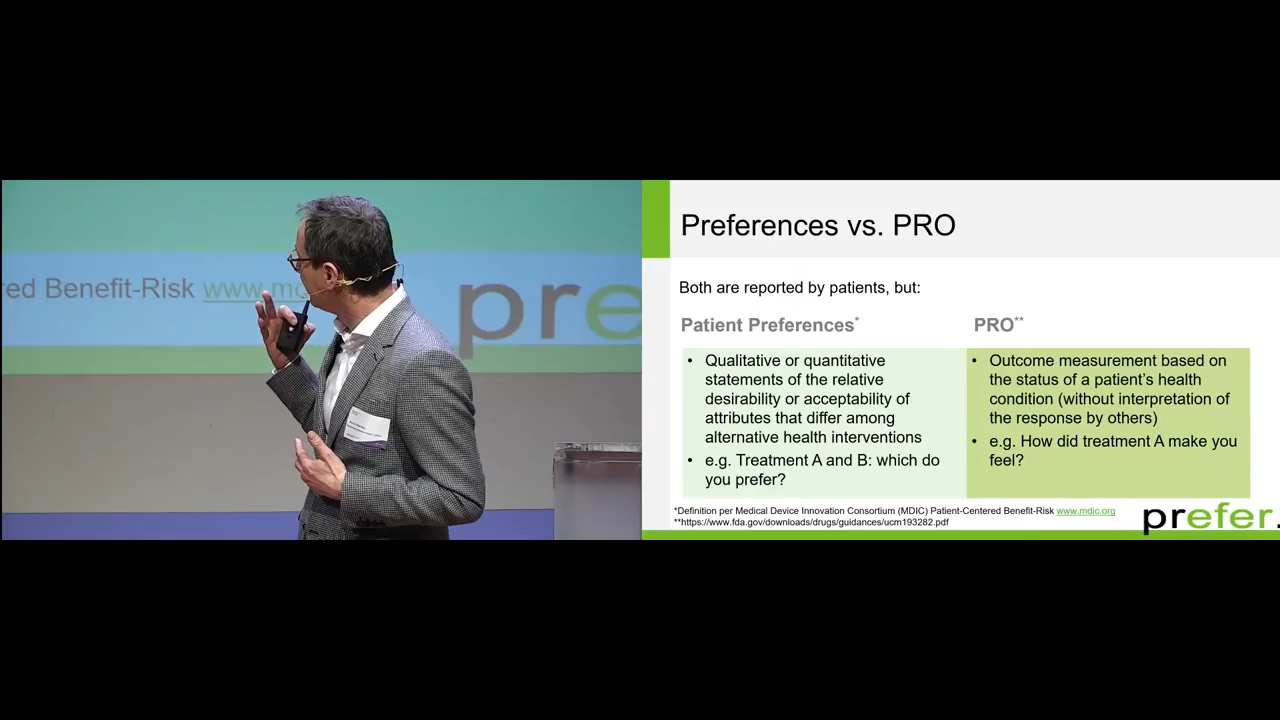 red Benefit-Risk www.md
pre
Preferences vs. PRO
Both are reported by patients, but:
Patient Preferences*
• Qualitative or quantitative
statements of the relative
desirability or acceptability of
attributes that differ among
alternative health interventions
• e.g. Treatment A and B: which do
you prefer?
PRO**
• Outcome measurement based on
the status of a patient's health
condition (without interpretation of
the response by others)
• e.g. How did treatment A make you
feel?
*Definition per Medical Device Innovation Consortium (MDIC) Patient-Centered Benefit-Risk www.mdic.org
**https://www.fda.gov/downloads/drugs/guidances/ucm193282.pdf
prefer.